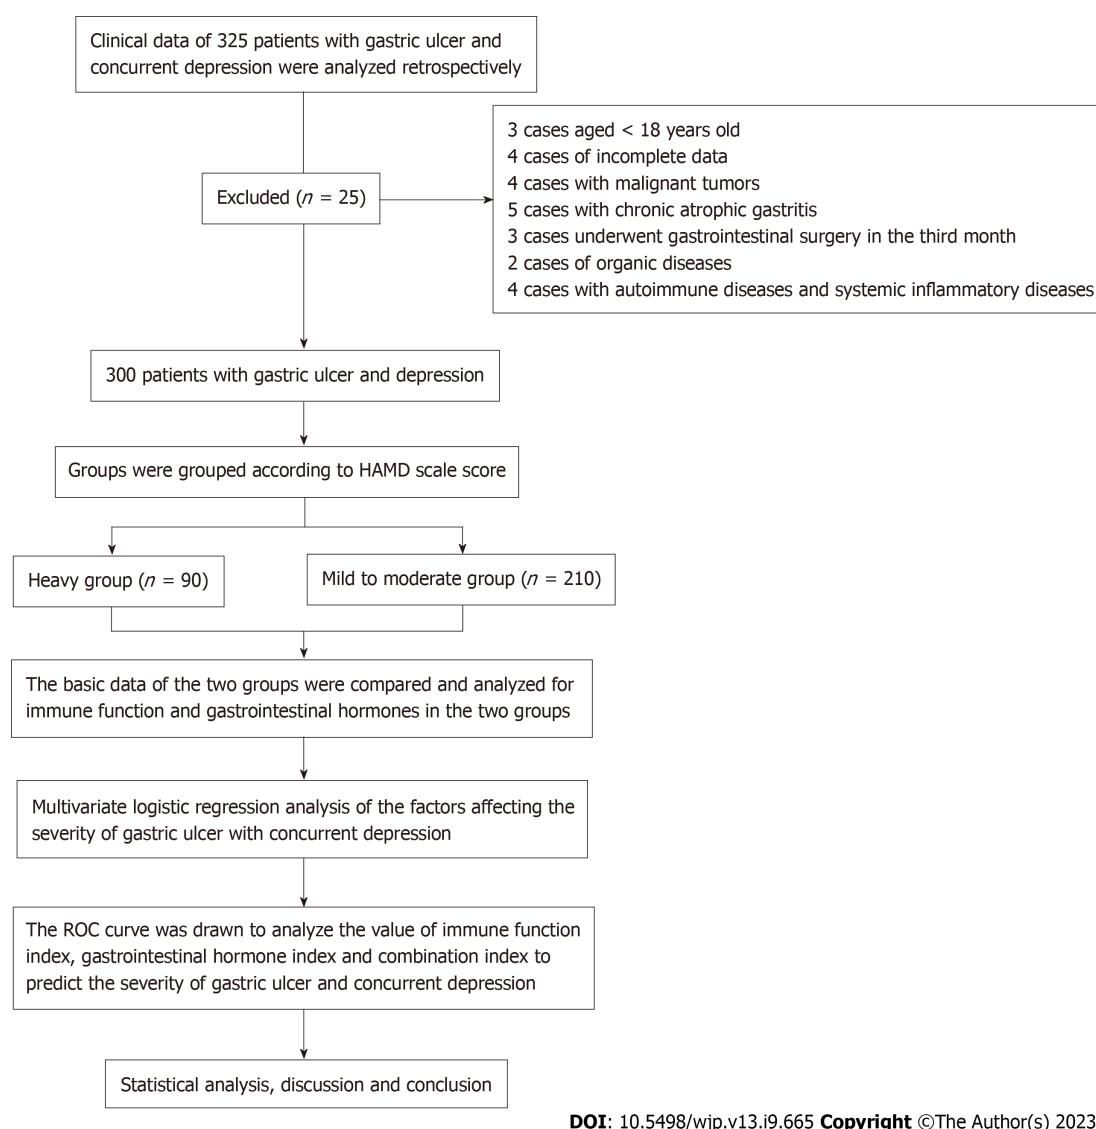 Clinical data of 325 patients with gastric ulcer and
concurrent depression were analyzed retrospectively
Excluded (n = 25)
3 cases aged < 18 years old
4 cases of incomplete data
4 cases with malignant tumors
5 cases with chronic atrophic gastritis
3 cases underwent gastrointestinal surgery in the third month
2 cases of organic diseases
4 cases with autoimmune diseases and systemic inflammatory diseases
300 patients with gastric ulcer and depression
Groups were grouped according to HAMD scale score
Heavy group (n = 90)
Mild to moderate group (n = 210)
The basic data of the two groups were compared and analyzed for
immune function and gastrointestinal hormones in the two groups
Multivariate logistic regression analysis of the factors affecting the
severity of gastric ulcer with concurrent depression
The ROC curve was drawn to analyze the value of immune function
index, gastrointestinal hormone index and combination index to
predict the severity of gastric ulcer and concurrent depression
Statistical analysis, discussion and conclusion
DOI: 10.5498/wjp.v13.i9.665 Copyright ©The Author(s) 2023